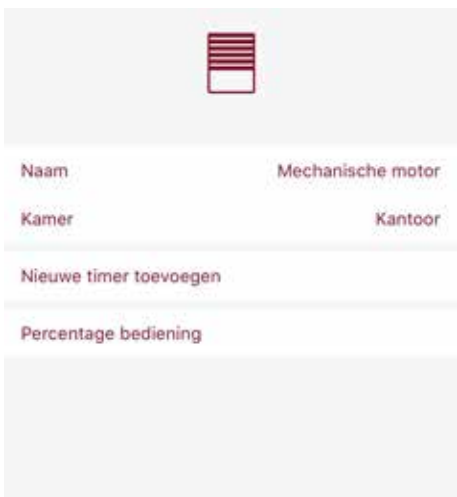 Naam Mechanische motor
Kamer Kantoor
Nieuwe timer toevoegen
Percentage bediening